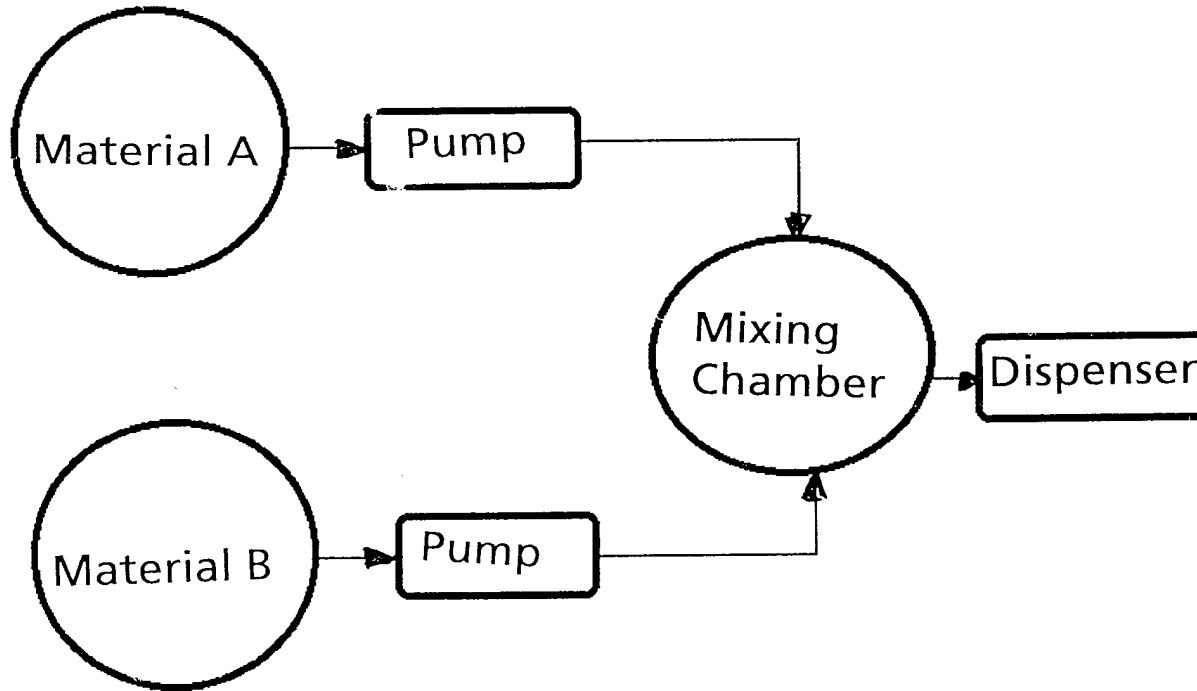 Material A
Pump
Mixing
Chamber
Dispenser
Material B
Pump